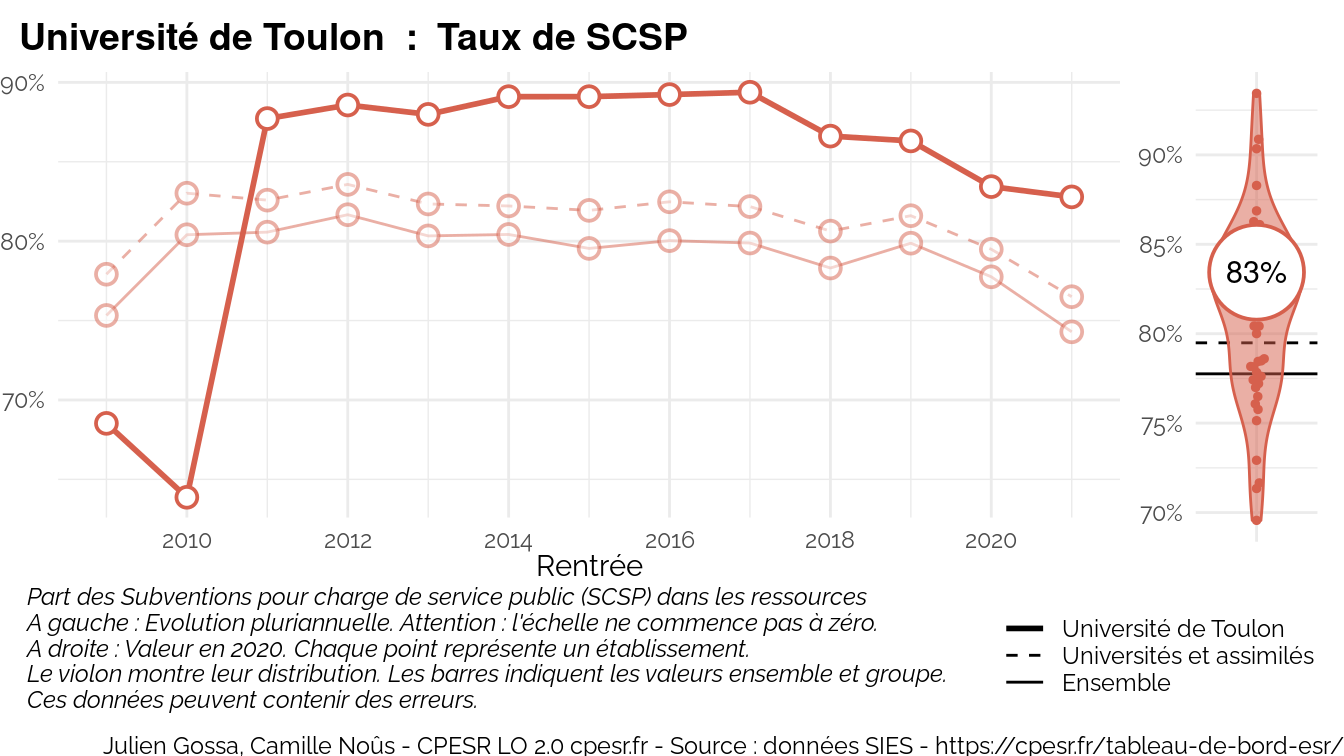 Université de Toulon : Taux de SCSP
90%
80%
70%
2010 2012 2014 2016 2018 2020
Rentrée
90%
85%
83%
80%
75%
70%
Part des Subventions pour charge de service public (SCSP) dans les ressources
A gauche : Evolution pluriannuelle. Attention : l'échelle ne commence pas à zéro.
A droite : Valeur en 2020. Chaque point représente un établissement.
Le violon montre leur distribution. Les barres indiquent les valeurs ensemble et groupe.
Ces données peuvent contenir des erreurs.
Université de Toulon
Universités et assimilés
Ensemble
Julien Gossa, Camille Noûs - CPESR LO 2.0 cpesr.fr - Source : données SIES - https://cpesr.fr/tableau-de-bord-esr/